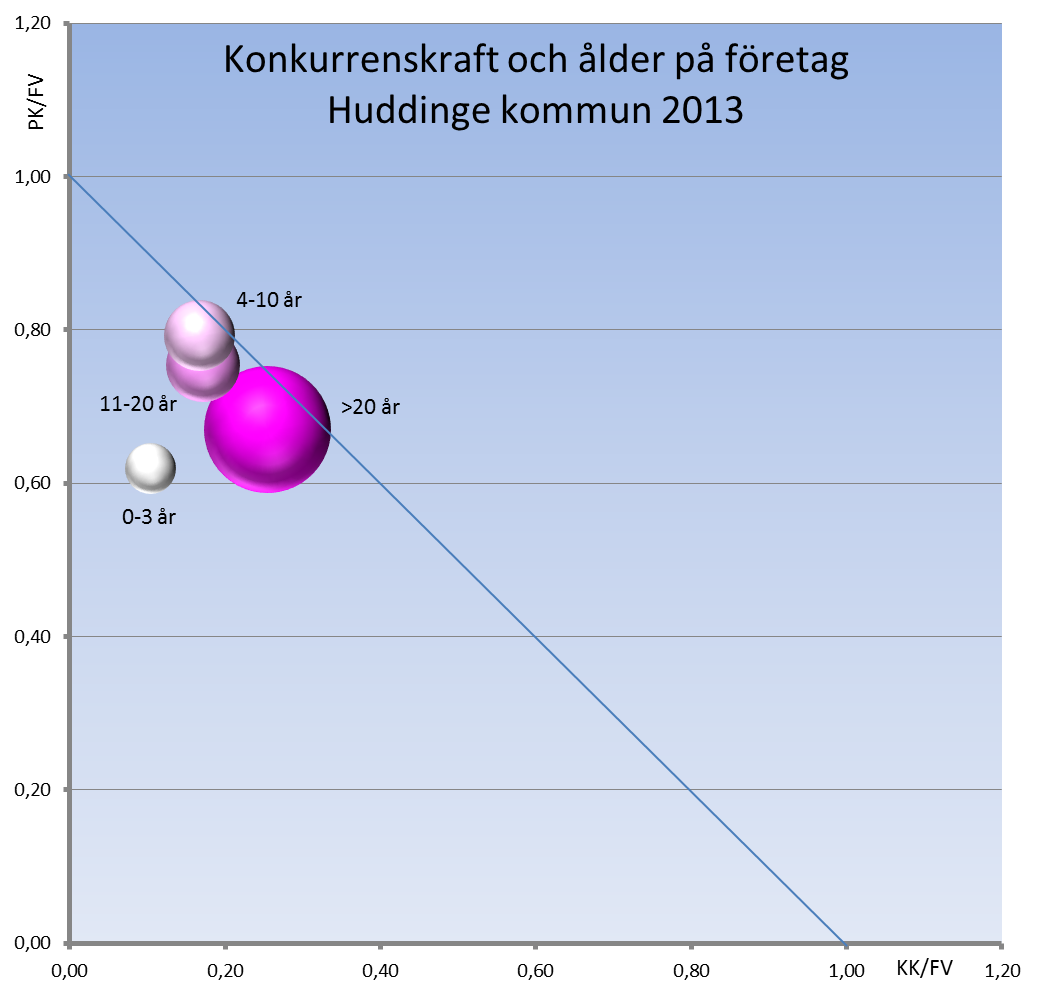 Konkurrenskraft och ålder på företag
Huddinge kommun 2013
PK/FV
1,20
1,00
0,80
0,60
0,40
0,20
0,00
4-10 år
11-20 år
>20 år
0-3 år
0,00
0,20
0,40
0,60
0,80
1,00
KK/FV
1,20